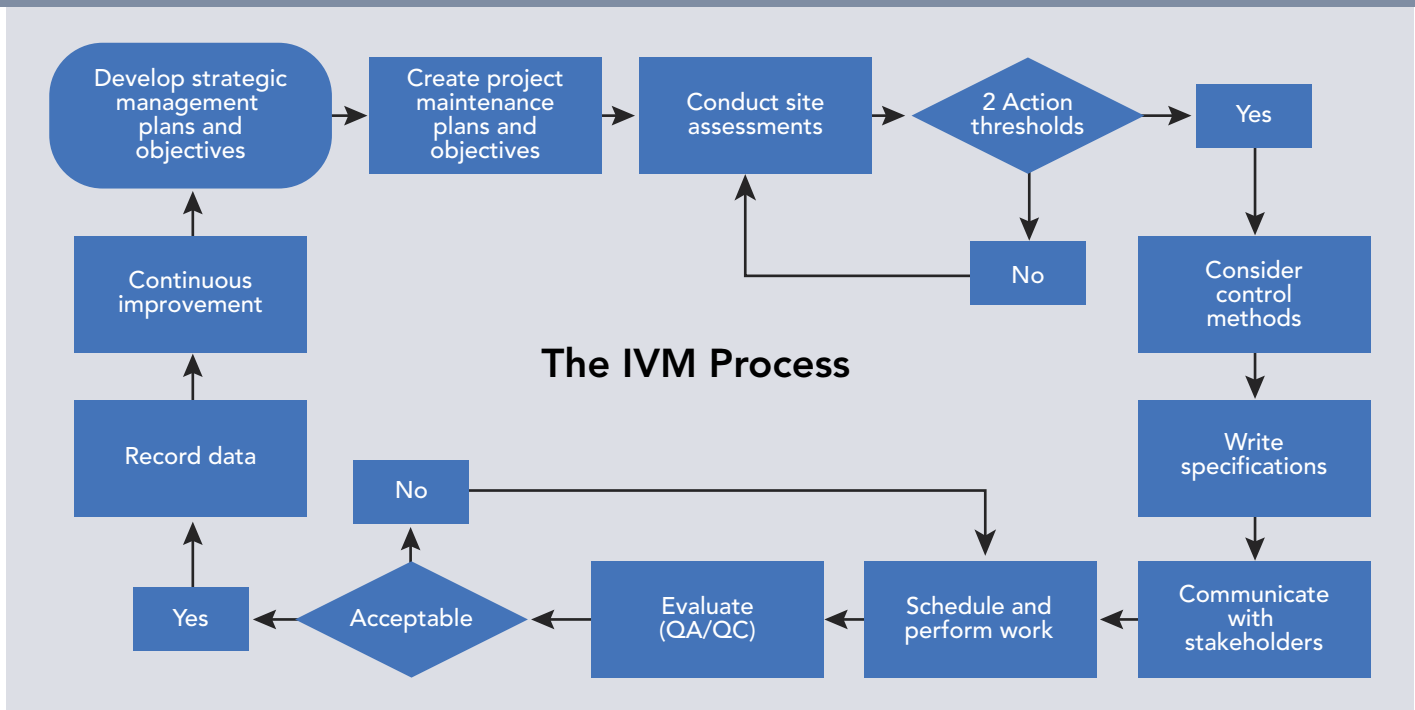 Develop strategic
management
plans and
objectives
Create project
maintenance
plans and
objectives
Conduct site
assessments
2 Action
thresholds
Yes
No
Consider
control
methods
Write
specifications
Communicate
with
stakeholders
Schedule and
perform work
Evaluate
(QA/QC)
Acceptable
No
Yes
Record data
Continuous
improvement
The IVM Process